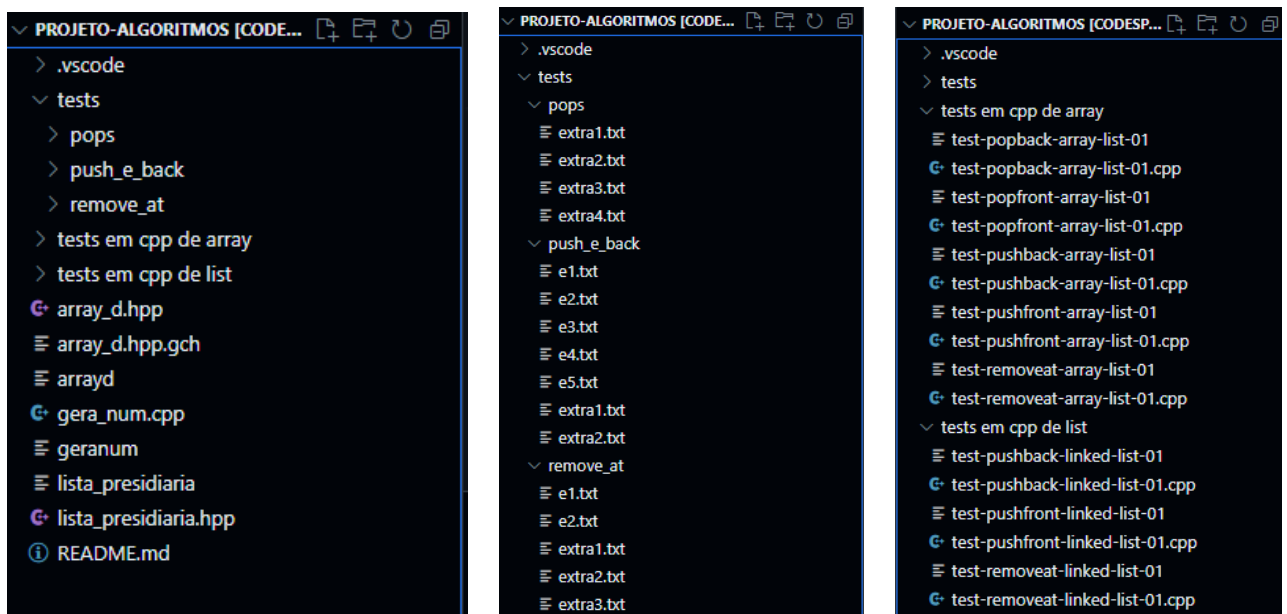 PROJETO-ALGORITMOS [CODE...
.vscode
tests
pops
push_e_back
remove_at
tests em cpp de array
tests em cpp de list
array_d.hpp
array_d.hpp.gch
arrayd
gera_num.cpp
geranum
lista_presidiaria
lista_presidiaria.hpp
README.md
PROJETO-ALGORITMOS [CODE...
.vscode
tests
pops
extra1.txt
extra2.txt
extra3.txt
extra4.txt
push_e_back
e1.txt
e2.txt
e3.txt
e4.txt
e5.txt
extra1.txt
extra2.txt
remove_at
e1.txt
e2.txt
extra1.txt
extra2.txt
extra3.txt
PROJETO-ALGORITMOS [CODESP...
.vscode
tests
tests em cpp de array
test-popback-array-list-01
test-popback-array-list-01.cpp
test-popfront-array-list-01
test-popfront-array-list-01.cpp
test-pushback-array-list-01
test-pushback-array-list-01.cpp
test-pushfront-array-list-01
test-pushfront-array-list-01.cpp
test-removeat-array-list-01
test-removeat-array-list-01.cpp
tests em cpp de list
test-pushback-linked-list-01
test-pushback-linked-list-01.cpp
test-pushfront-linked-list-01
test-pushfront-linked-list-01.cpp
test-removeat-linked-list-01
test-removeat-linked-list-01.cpp